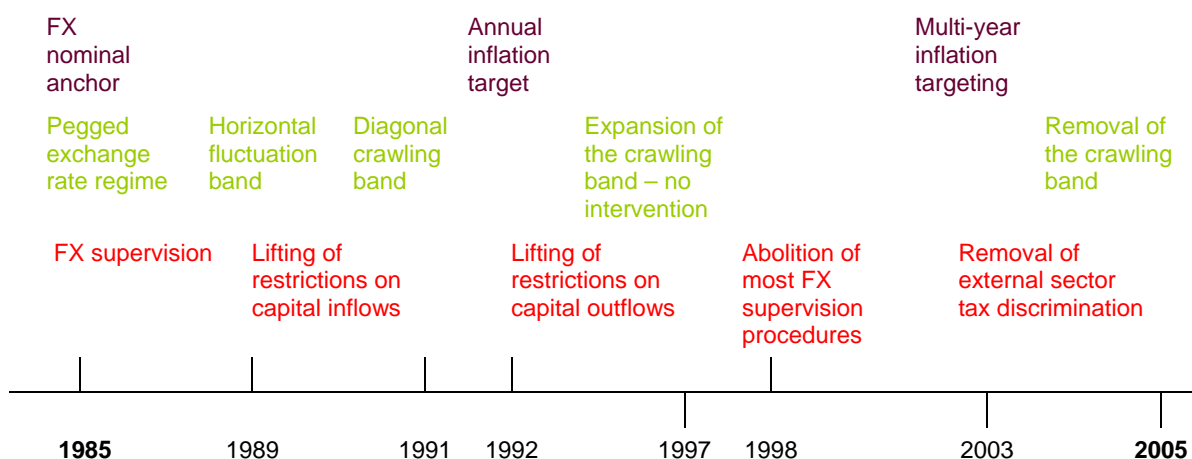 FX
nominal
anchor
Annual
inflation
target
Multi-year
inflation
targeting
Pegged
exchange
rate regime
Horizontal
fluctuation
band
Diagonal
crawling
band
Expansion of
the crawling
band – no
intervention
Removal of
the crawling
band
FX supervision
Lifting of
restrictions on
capital inflows
Lifting of
restrictions on
capital outflows
Abolition of
most FX
supervision
procedures
Removal of
external sector
tax discrimination
1985
1989
1991
1992
1997
1998
2003
2005